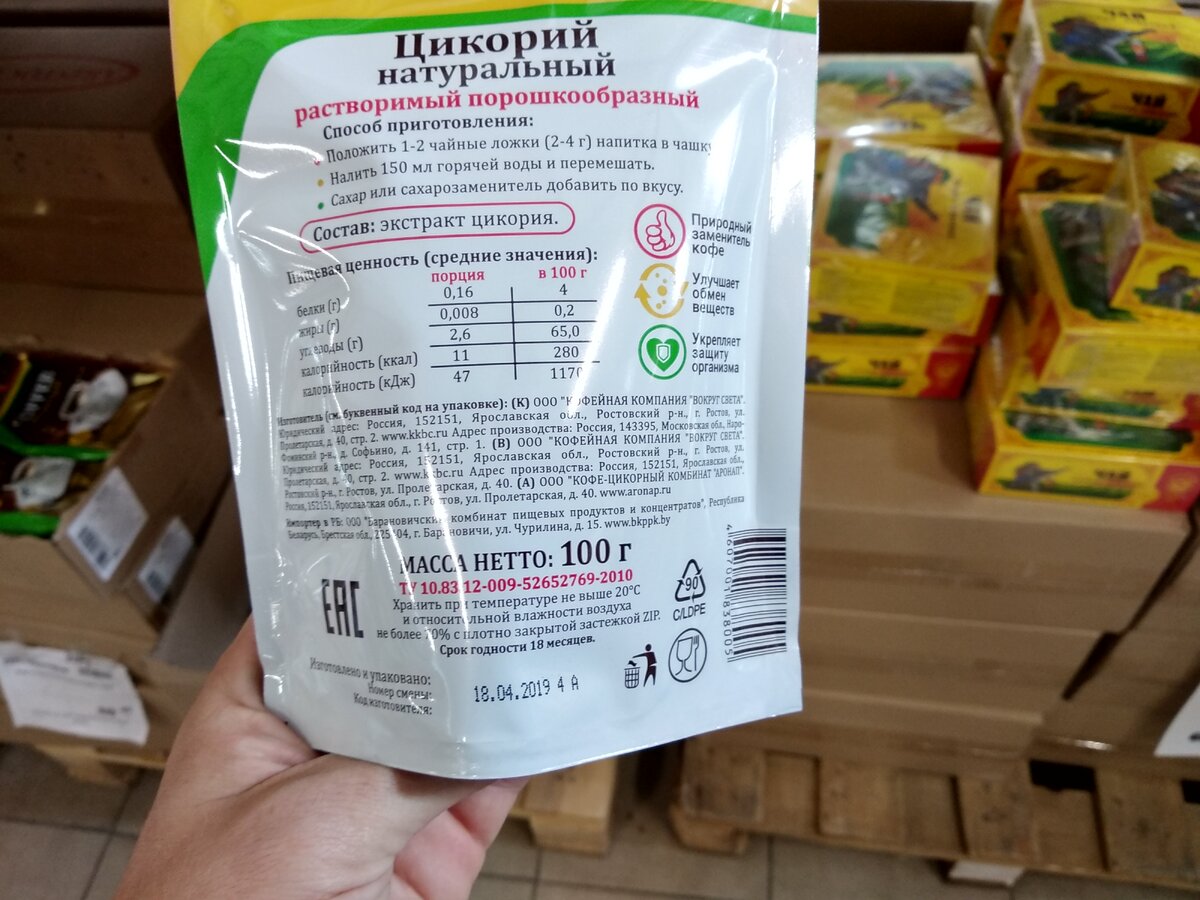 Цикорий
натуральный
растворимый порошкообразный
Способ приготовления:
Положить 1-2 чайные ложки (2-4 г) напитка в чашку
Налить 150 мл горячей воды и перемешать.
Сахар или сахарозаменитель добавить по вкусу.
Состав: экстракт цикория.
Пищевая ценность (средние значения):
порция в 100 г
белки (г) 0,16 4
жиры (г) 0,008 0,2
углеводы (г) 2,6 65,0
калорийность (ккал) 11 280
калорийность (кДж) 47 1170
Природный
заменитель
кофе
Улучшает
обмен
веществ
Укрепляет
защиту
организма
Изготовитель (см. буквенный код на упаковке): (К) ООО "КОФЕЙНАЯ КОМПАНИЯ "ВОКРУГ СВЕТА".
Юридический адрес: Россия, 152151, Ярославская обл., Ростовский р-н., г. Ростов, ул.
Пролетарская, д. 40, стр. 2. www.kkbc.ru Адрес производства: Россия, 143395, Московская обл., Наро-
Фоминский р-н., д. Софьино, д. 141, стр. 1. (В) ООО "КОФЕЙНАЯ КОМПАНИЯ "ВОКРУГ СВЕТА".
Юридический адрес: Россия, 152151, Ярославская обл., Ростовский р-н., г. Ростов, ул.
Пролетарская, д. 40, стр. 2. www.kkbc.ru Адрес производства: Россия, 152151, Ярославская обл.,
Ростовский р-н., г. Ростов, ул. Пролетарская, д. 40. (А) ООО "КОФЕ-ЦИКОРНЫЙ КОМБИНАТ "АРОНАП".
Россия, 152151, Ярославская обл., г. Ростов, ул. Пролетарская, д. 40. www.aronap.ru
Импортер в РБ: ООО "Барановичский комбинат пищевых продуктов и концентратов", Республика
Беларусь, Брестская обл., 225404, г. Барановичи, ул. Чурилина, д. 15. www.bkppk.by
МАССА НЕТТО: 100 г
ТУ 10.83.12-009-52652769-2010
Хранить при температуре не выше 20°С
и относительной влажности воздуха
не более 70% с плотно закрытой застежкой ZIP.
Срок годности 18 месяцев.
EAC
90
C/LDPE
4 607001 838005
Изготовлено и упаковано:
Номер смены:
Код изготовителя:
18.04.2019 4 А
ЧАЙ
ЧАЙ
ЧАЙ
ЧАЙ